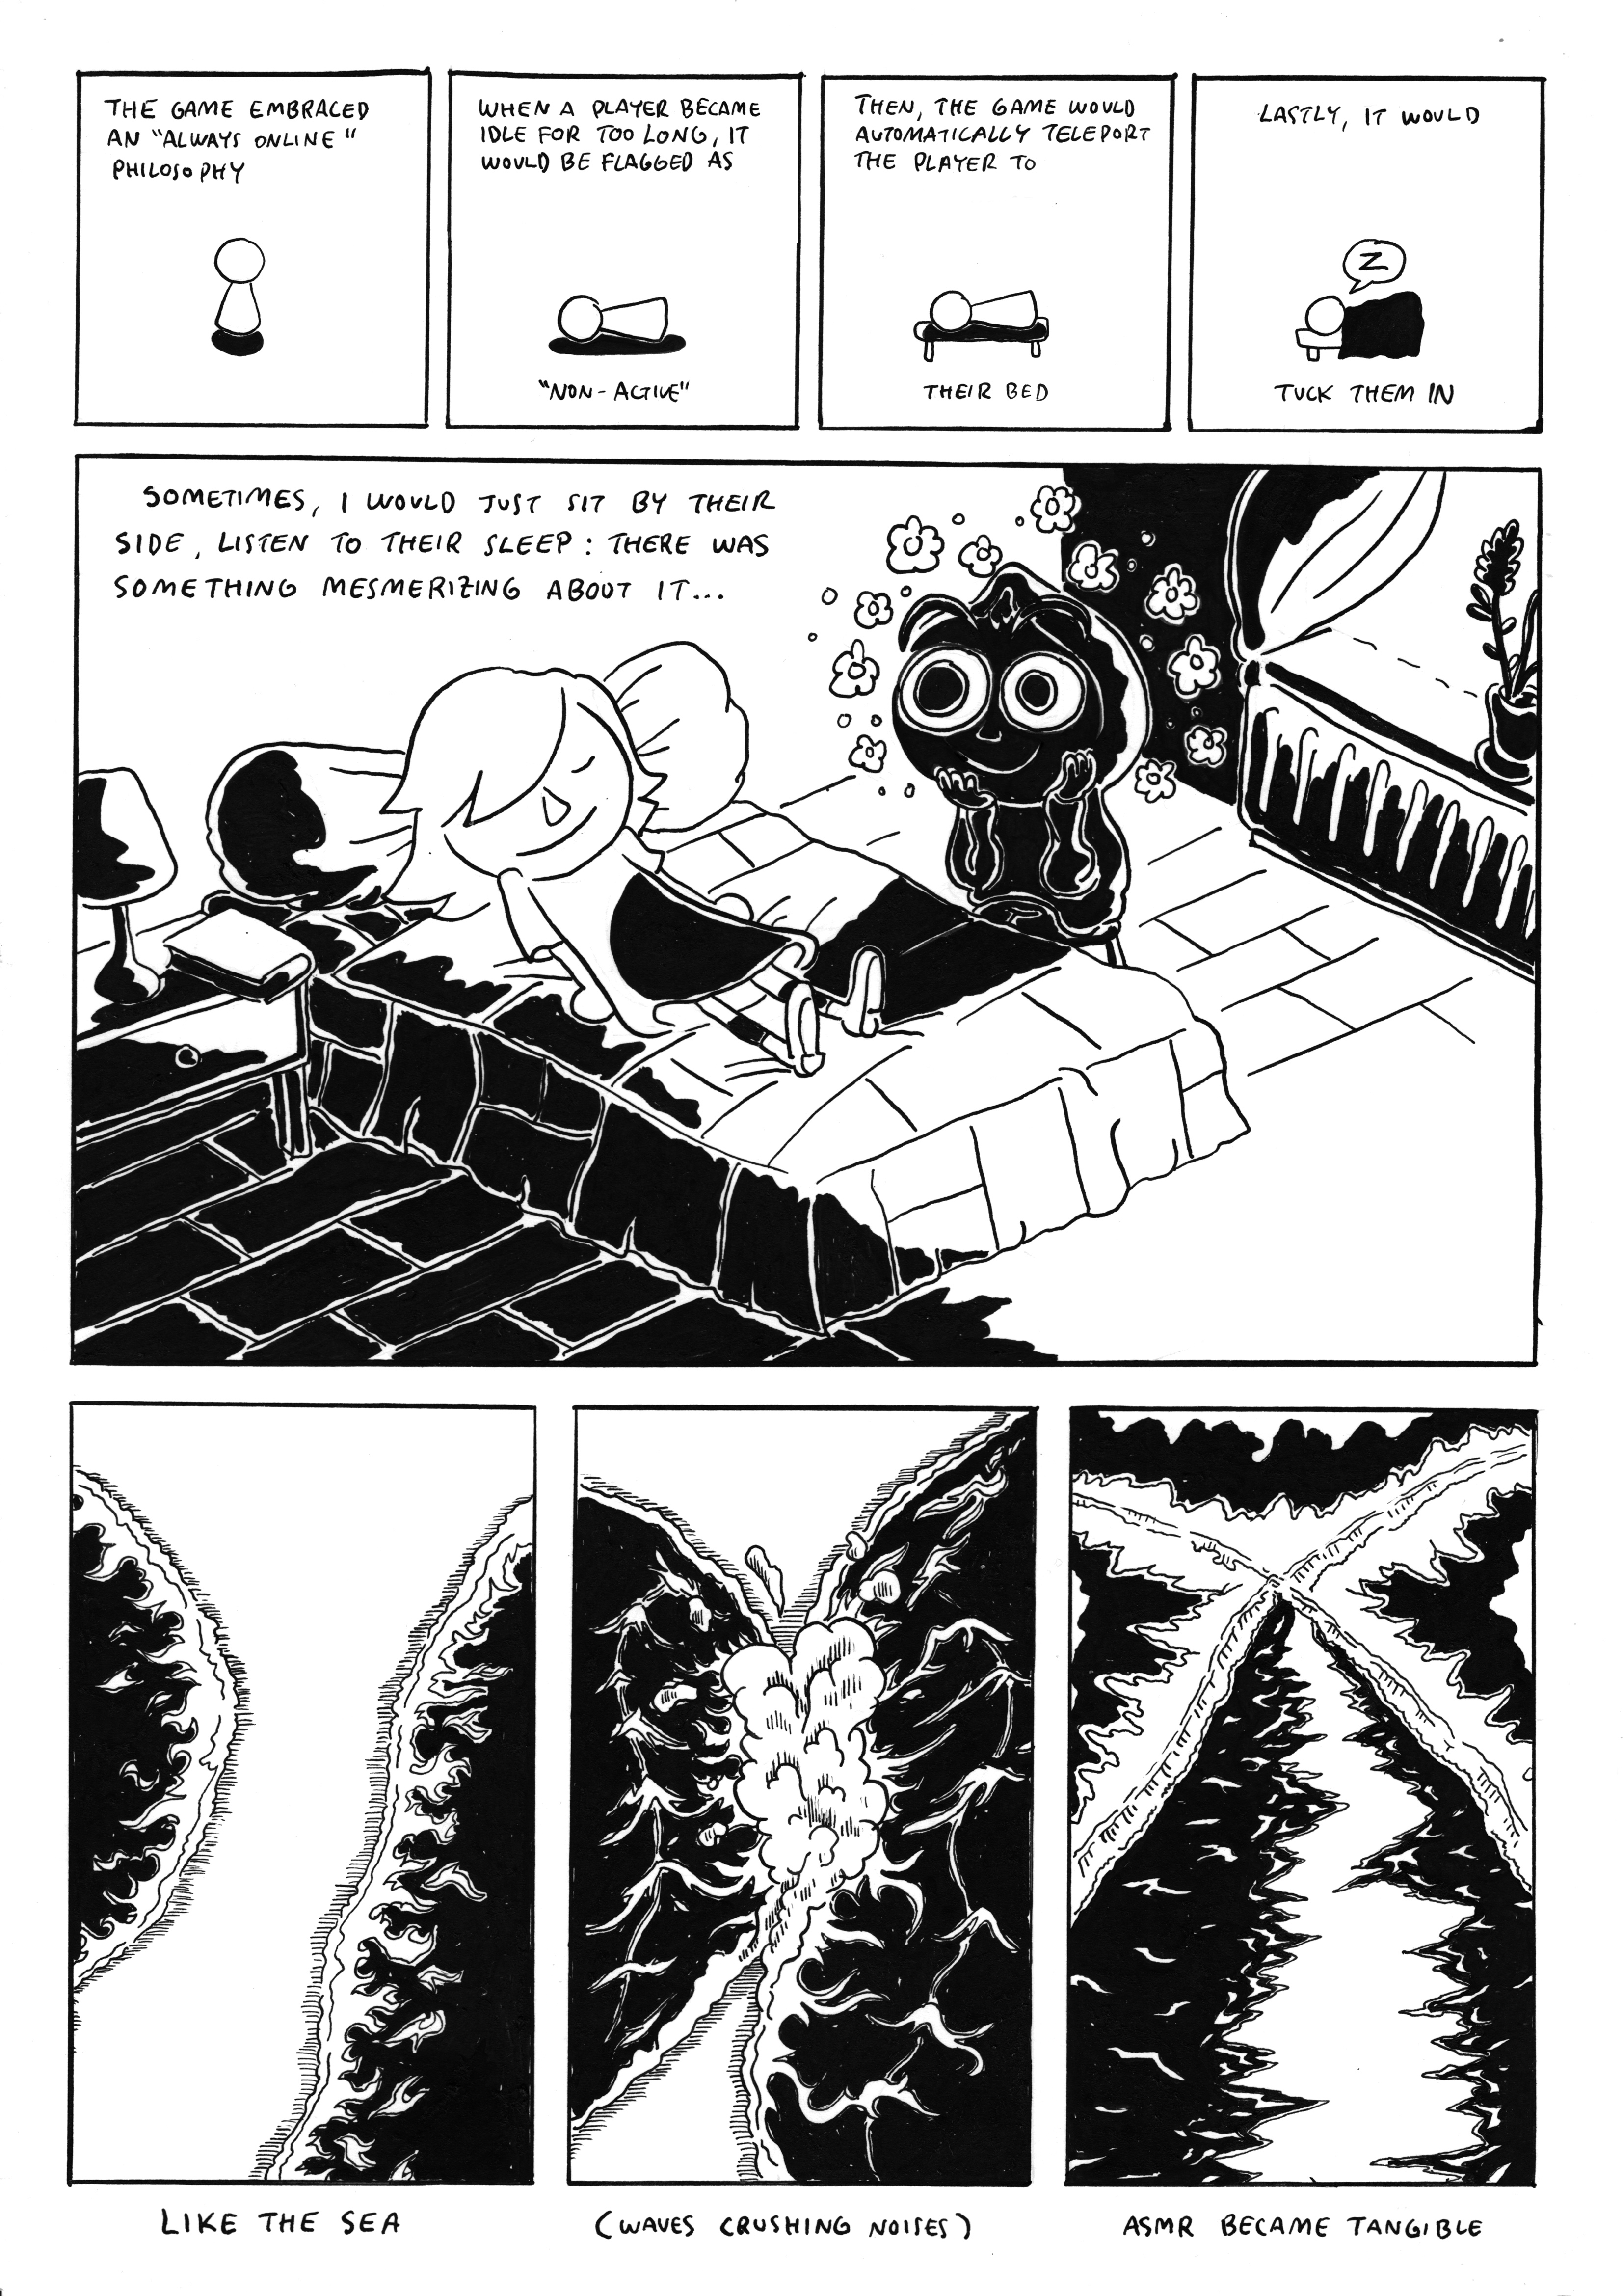 THE GAME EMBRACED
AN "ALWAYS ONLINE"
PHILOSOPHY
WHEN A PLAYER BECAME
IDLE FOR TOO LONG, IT
WOULD BE FLAGGED AS
"NON-ACTIVE"
THEN, THE GAME WOULD
AUTOMATICALLY TELEPORT
THE PLAYER TO
THEIR BED
LASTLY, IT WOULD
Z
TUCK THEM IN
SOMETIMES, I WOULD JUST SIT BY THEIR
SIDE, LISTEN TO THEIR SLEEP: THERE WAS
SOMETHING MESMERIZING ABOUT IT...
LIKE THE SEA
(WAVES CRUSHING NOISES)
ASMR BECAME TANGIBLE